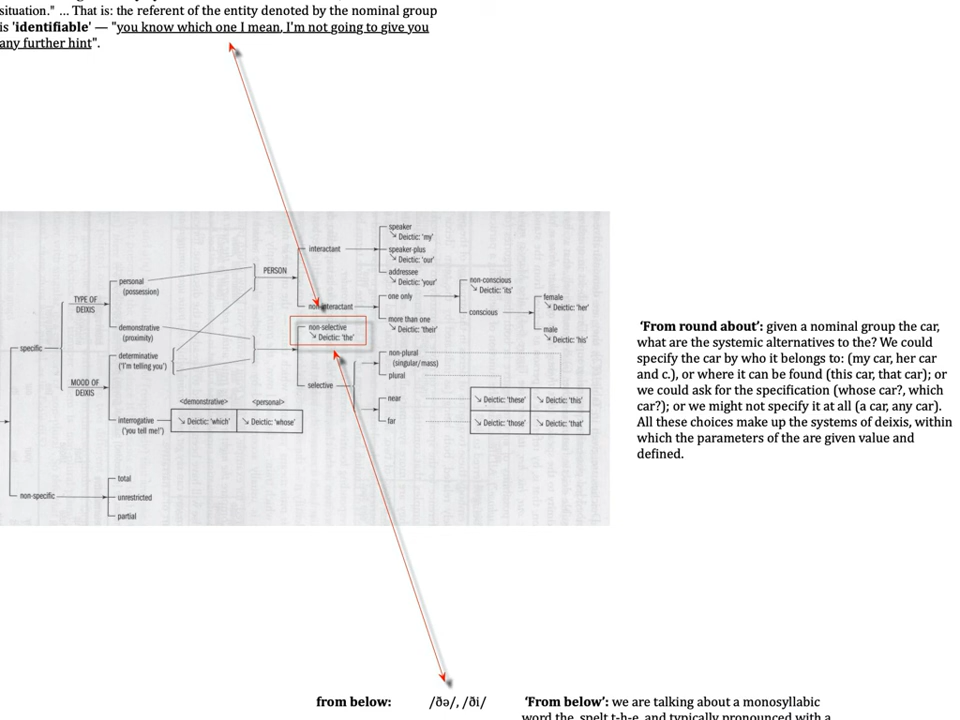 situation." ... That is: the referent of the entity denoted by the nominal group
is 'identifiable' — "you know which one I mean, I'm not going to give you
any further hint".
speaker
↘ Deictic: 'my'
interactant
speaker-plus
↘ Deictic: 'our'
PERSON
addressee
↘ Deictic: 'your'
personal
(possession)
non-conscious
↘ Deictic: 'its'
TYPE OF
DEIXIS
non-interactant
one only
conscious
female
↘ Deictic: 'her'
more than one
↘ Deictic: 'their'
male
↘ Deictic: 'his'
demonstrative
(proximity)
non-selective
↘ Deictic: 'the'
specific
determinative
('I'm telling you')
non-plural
(singular/mass)
plural
MOOD OF
DEIXIS
selective
<demonstrative> <personal>
near
↘ Deictic: 'these' ↘ Deictic: 'this'
interrogative
('you tell me!')
↘ Deictic: 'which' ↘ Deictic: 'whose'
far
↘ Deictic: 'those' ↘ Deictic: 'that'
total
non-specific
unrestricted
partial
'From round about': given a nominal group the car,
what are the systemic alternatives to the? We could
specify the car by who it belongs to: (my car, her car
and c.), or where it can be found (this car, that car); or
we could ask for the specification (whose car?, which
car?); or we might not specify it at all (a car, any car).
All these choices make up the systems of deixis, within
which the parameters of the are given value and
defined.
from below: /ðə/, /ði/
'From below': we are talking about a monosyllabic
word the, spelt t-h-e, and typically pronounced with a